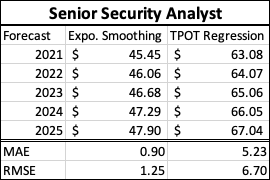 Senior Security Analyst
Forecast Expo. Smoothing TPOT Regression
2021 $ 45.45 $ 63.08
2022 $ 46.06 $ 64.07
2023 $ 46.68 $ 65.06
2024 $ 47.29 $ 66.05
2025 $ 47.90 $ 67.04
MAE 0.90 5.23
RMSE 1.25 6.70